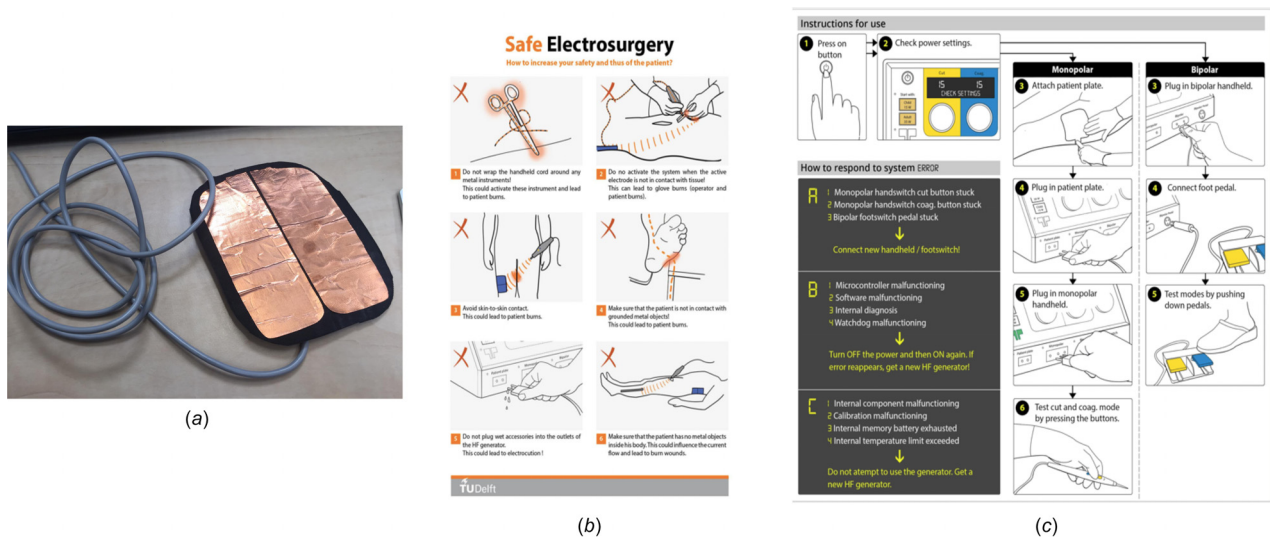 Safe Electrosurgery
How to increase your safety and thus of the patient?
1 Do not wrap the handheld cord around any
metal instruments!
This could activate these instrument and lead
to patient burns.
2 Do no activate the system when the active
electrode is not in contact with tissue!
This can lead to glove burns (operator and
patient burns).
3 Avoid skin-to-skin contact.
This could lead to patient burns.
4 Make sure that the patient is not in contact with
grounded metal objects!
This could lead to patient burns.
5 Do not plug wet accessories into the outlets of
the HF generator.
This could lead to electrocution !
6 Make sure that the patient has no metal objects
inside his body. This could influence the current
flow and lead to burn wounds.
TUDelft
Instructions for use
1 Press on
button
2 Check power settings.
Cut Coag
15 15
CHECK SETTINGS
Monopolar
3 Attach patient plate.
4 Plug in patient plate.
5 Plug in monopolar
handheld.
6 Test cut and coag. mode
by pressing the buttons.
Bipolar
3 Plug in bipolar handheld.
4 Connect foot pedal.
5 Test modes by pushing
down pedals.
How to respond to system ERROR
A
1 Monopolar handswitch cut button stuck
2 Monopolar handswitch coag. button stuck
3 Bipolar footswitch pedal stuck
Connect new handheld / footswitch!
B
1 Microcontroller malfunctioning
2 Software malfunctioning
3 Internal diagnosis
4 Watchdog malfunctioning
Turn OFF the power and then ON again. If
error reappears, get a new HF generator!
C
1 Internal component malfunctioning
2 Calibration malfunctioning
3 Internal memory battery exhausted
4 Internal temperature limit exceeded
Do not atempt to use the generator. Get a
new HF generator.
(a)
(b)
(c)